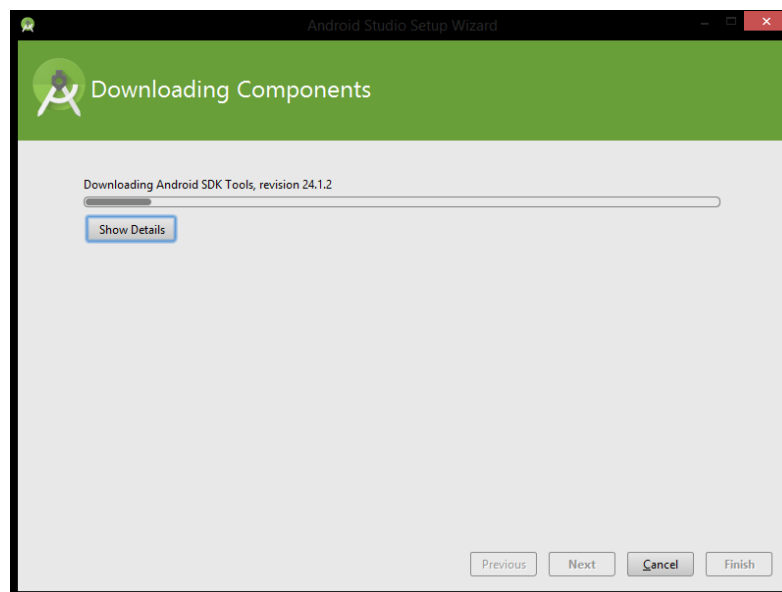 Android Studio Setup Wizard
Downloading Components
Downloading Android SDK Tools, revision 24.1.2
Show Details
Previous
Next
Cancel
Finish